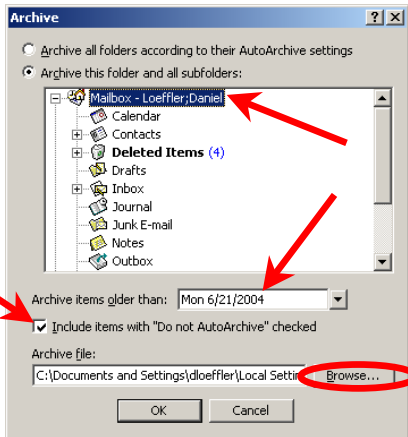 Archive
Archive all folders according to their AutoArchive settings
Archive this folder and all subfolders:
Mailbox - Loeffler;Daniel
Calendar
Contacts
Deleted Items (4)
Drafts
Inbox
Journal
Junk E-mail
Notes
Outbox
Archive items older than: Mon 6/21/2004
Include items with "Do not AutoArchive" checked
Archive file:
C:\Documents and Settings\dloeffler\Local Settin Browse...
OK Cancel